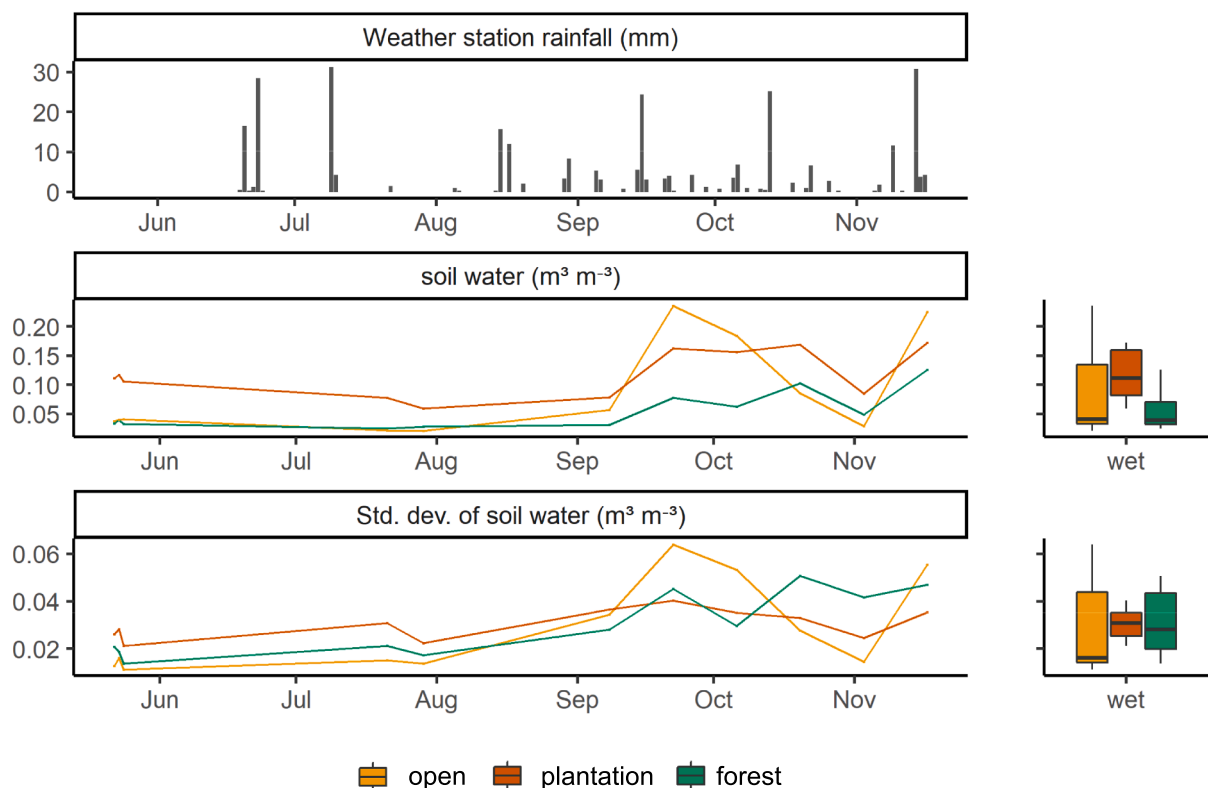 Weather station rainfall (mm)
30
20
10
0
Jun Jul Aug Sep Oct Nov
soil water (m³ m⁻³)
0.20
0.15
0.10
0.05
Jun Jul Aug Sep Oct Nov
wet
Std. dev. of soil water (m³ m⁻³)
0.06
0.04
0.02
Jun Jul Aug Sep Oct Nov
wet
open plantation forest